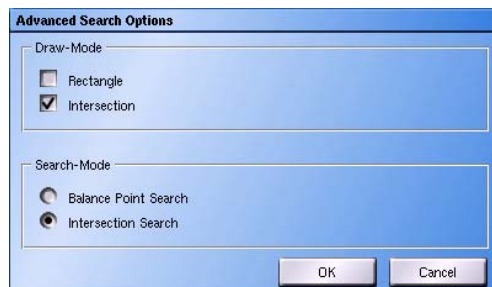 Advanced Search Options
Draw-Mode
Rectangle
Intersection
Search-Mode
Balance Point Search
Intersection Search
OK Cancel